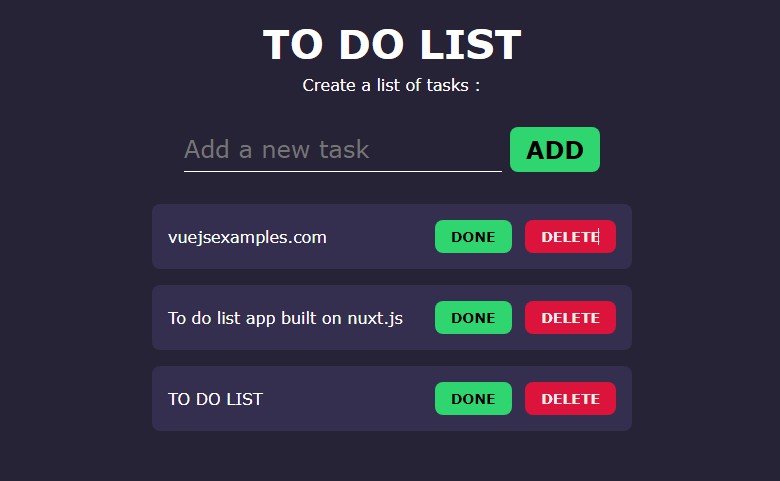 TO DO LIST
Create a list of tasks :
Add a new task ADD
vuejsexamples.com DONE DELETE
To do list app built on nuxt.js DONE DELETE
TO DO LIST DONE DELETE